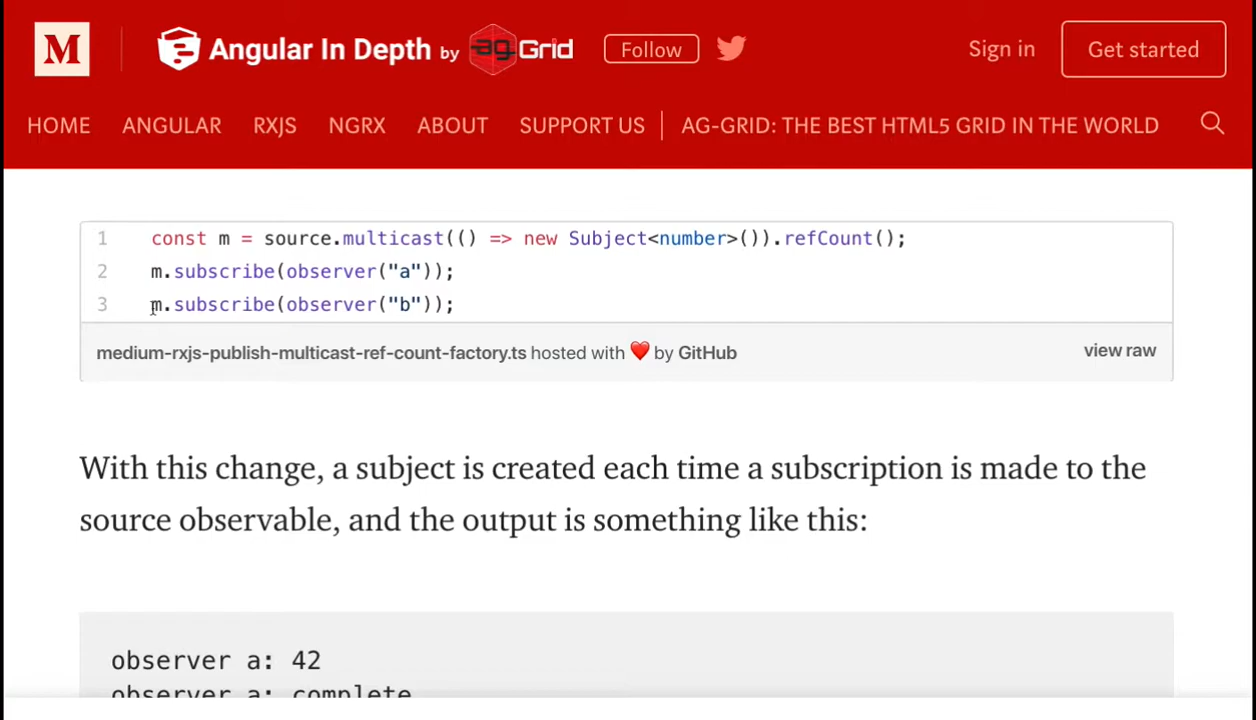 M Angular In Depth by ag-Grid Follow Sign in Get started
HOME ANGULAR RXJS NGRX ABOUT SUPPORT US AG-GRID: THE BEST HTML5 GRID IN THE WORLD
1 const m = source.multicast(() => new Subject<number>()).refCount();
2 m.subscribe(observer("a"));
3 m.subscribe(observer("b"));
medium-rxjs-publish-multicast-ref-count-factory.ts hosted with ❤ by GitHub view raw
With this change, a subject is created each time a subscription is made to the
source observable, and the output is something like this:
observer a: 42
observer a: complete